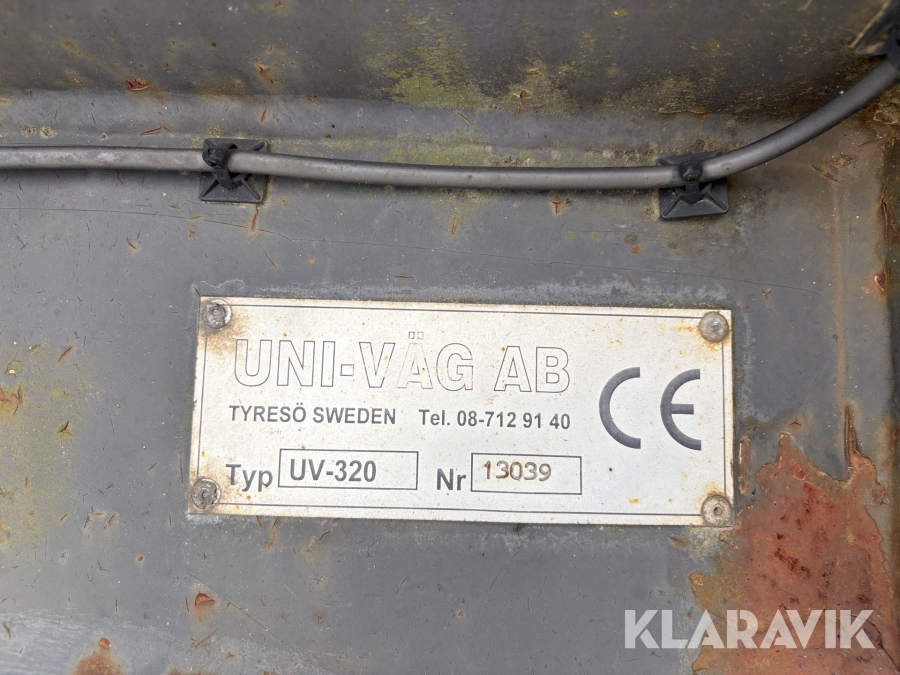 UNI-VÄG AB
TYRESÖ SWEDEN Tel. 08-712 91 40
CE
Typ UV-320 Nr 13039
KLARAVIK